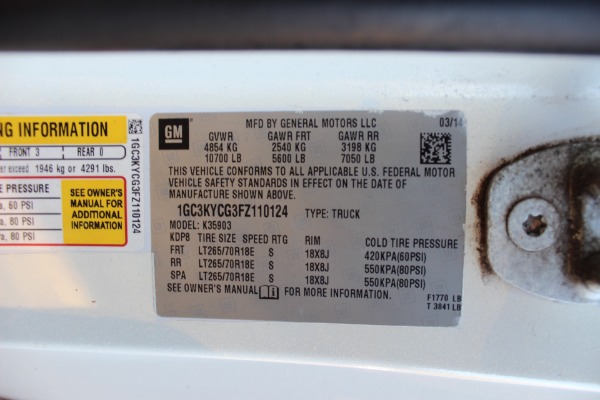 NG INFORMATION
FRONT 3 REAR 0
exceed 1946 kg or 4291 lbs.
E PRESSURE
a, 60 PSI
a, 80 PSI
a, 80 PSI
SEE OWNER'S
MANUAL FOR
ADDITIONAL
INFORMATION
1GC3KYCG3FZ110124
GM
MFD BY GENERAL MOTORS LLC 03/14
GVWR GAWR FRT GAWR RR
4854 KG 2540 KG 3198 KG
10700 LB 5600 LB 7050 LB
THIS VEHICLE CONFORMS TO ALL APPLICABLE U.S. FEDERAL MOTOR
VEHICLE SAFETY STANDARDS IN EFFECT ON THE DATE OF
MANUFACTURE SHOWN ABOVE.
1GC3KYCG3FZ110124 TYPE: TRUCK
MODEL: K35903
KDP8 TIRE SIZE SPEED RTG RIM COLD TIRE PRESSURE
FRT LT265/70R18E S 18X8J 420KPA(60PSI)
RR LT265/70R18E S 18X8J 550KPA(80PSI)
SPA LT265/70R18E S 18X8J 550KPA(80PSI)
SEE OWNER'S MANUAL FOR MORE INFORMATION.
F1770 LB
T 3841 LB